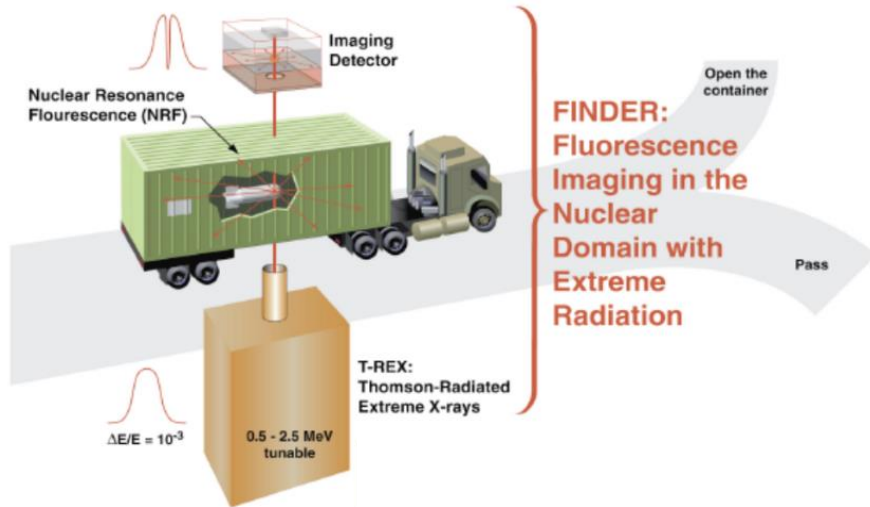 Imaging
Detector
Nuclear Resonance
Flourescence (NRF)
Open the
container
FINDER:
Fluorescence
Imaging in the
Nuclear
Domain with
Extreme
Radiation
Pass
T-REX:
Thomson-Radiated
Extreme X-rays
ΔE/E = 10⁻³
0.5 - 2.5 MeV
tunable